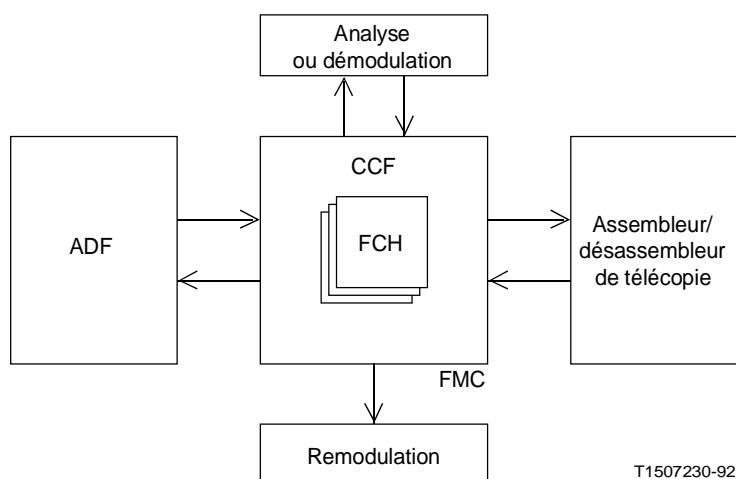 Analyse
ou démodulation
CCF
FCH
ADF
Assembleur/
désassembleur
de télécopie
FMC
Remodulation
T1507230-92